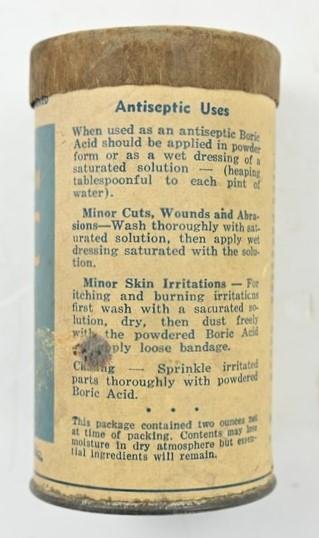 Antiseptic Uses
When used as an antiseptic Boric
Acid should be applied in powder
form or as a wet dressing of a
saturated solution — (heaping
tablespoonful to each pint of
water).
Minor Cuts, Wounds and Abra-
sions—Wash thoroughly with sat-
urated solution, then apply wet
dressing saturated with the solu-
tion.
Minor Skin Irritations — For
itching and burning irritations
first wash with a sacurated so-
lution, dry, then dust freely
with the powdered Boric Acid
loose bandage.
— Sprinkle irritated
parts thoroughly with powdered
Boric Acid.
• • •
This package contained two ounces net
at time of packing. Contents may lose
moisture in dry atmosphere but essen-
tial ingredients will remain.